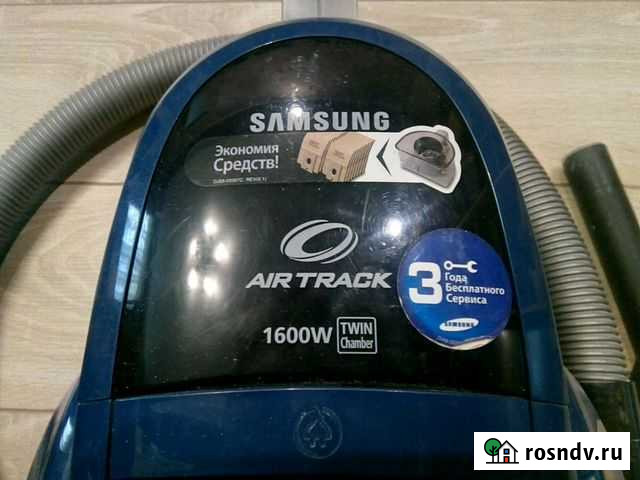 SAMSUNG
Экономия
Средств!
AIR TRACK
3
Года
Бесплатного
Сервиса
SAMSUNG
1600W
TWIN
Chamber
rosndv.ru